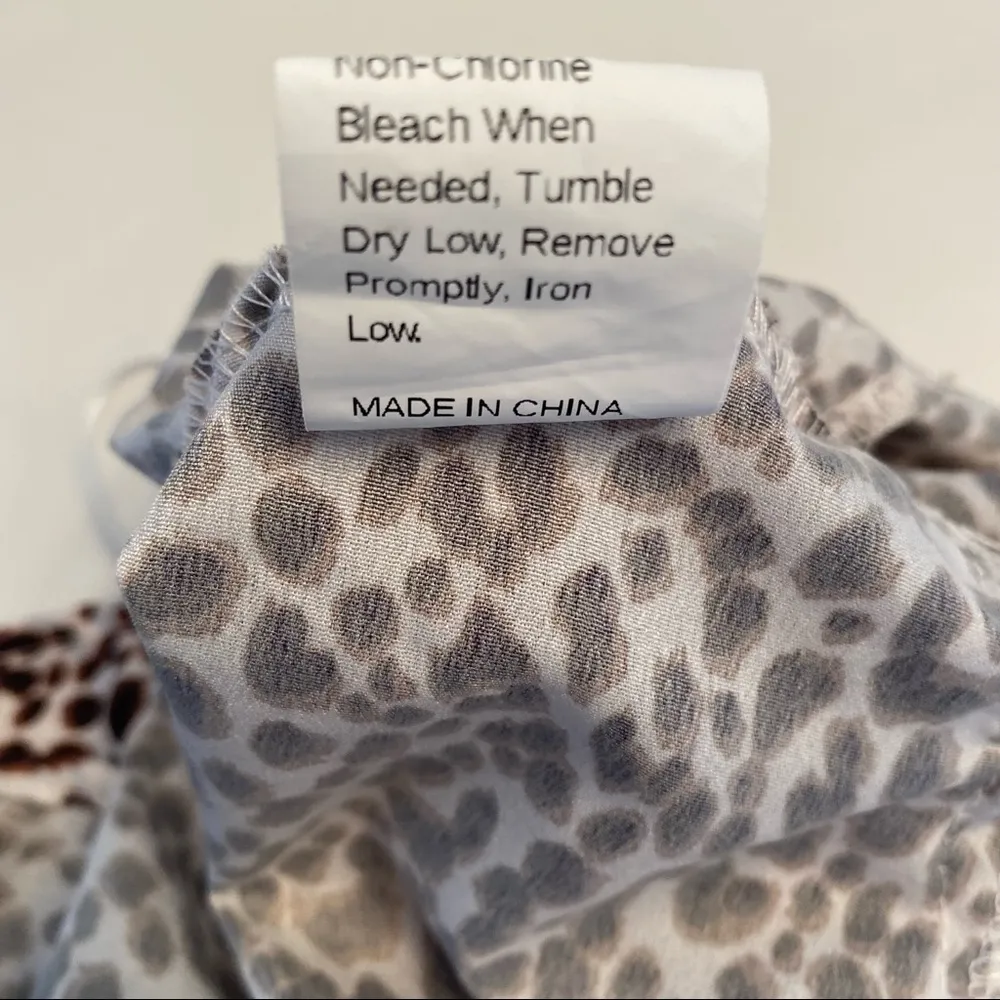 Non-Chlorine
Bleach When
Needed, Tumble
Dry Low, Remove
Promptly, Iron
Low.
MADE IN CHINA